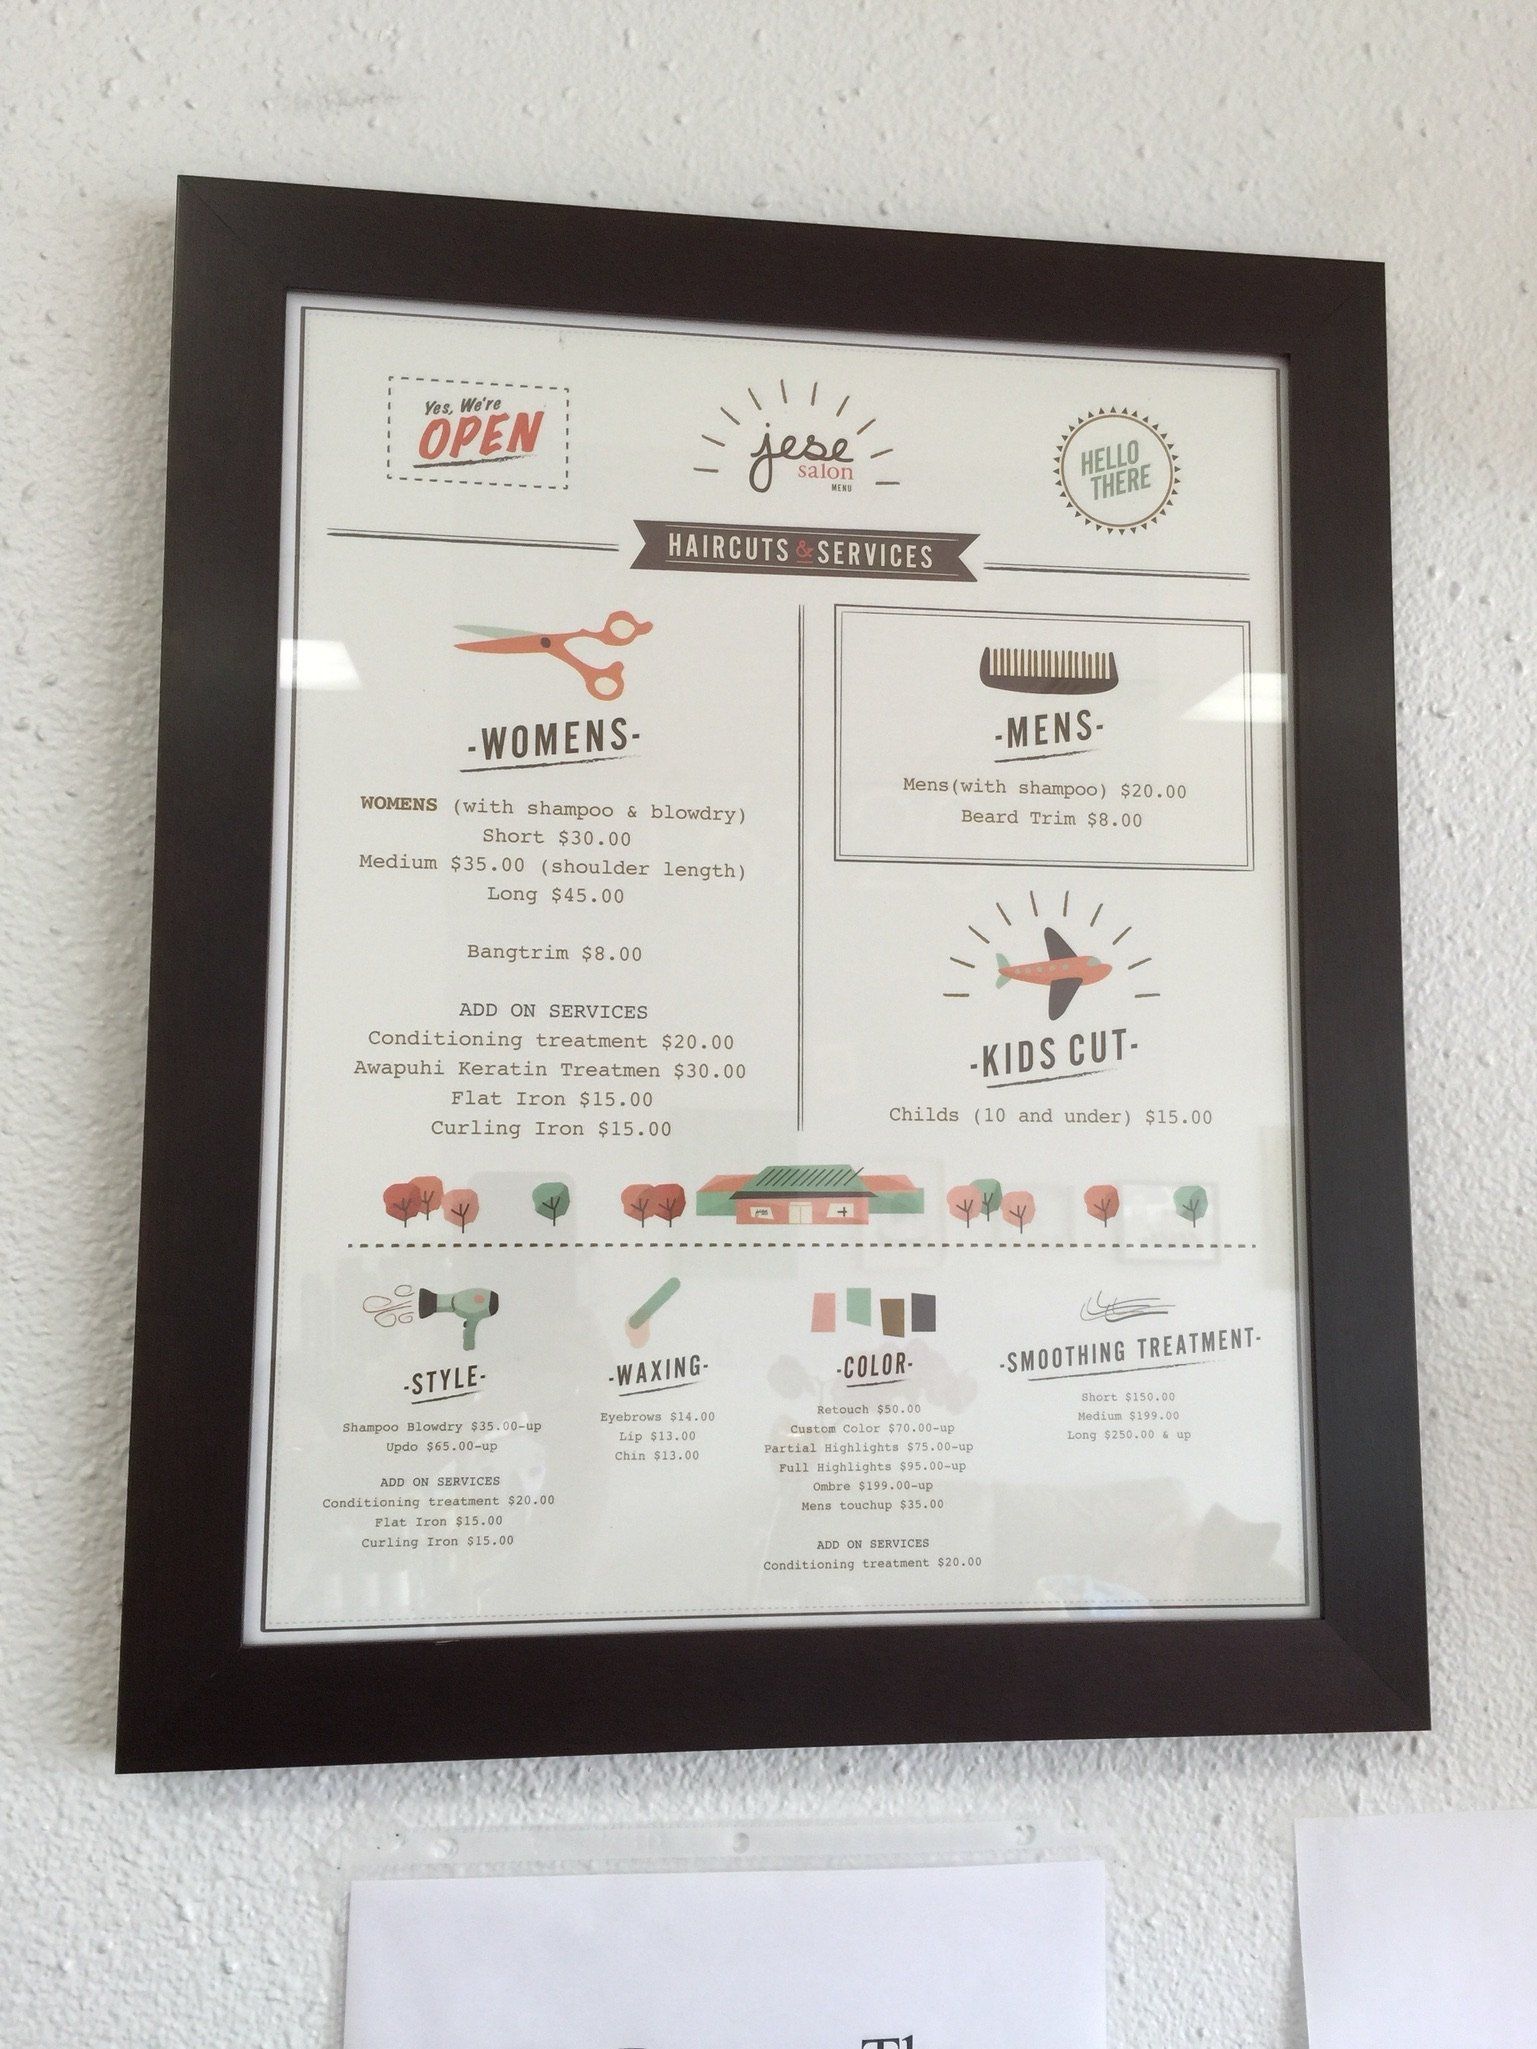 Yes, We're
OPEN
jese
salon
MENU
HELLO
THERE
HAIRCUTS & SERVICES
-WOMENS-
WOMENS (with shampoo & blowdry)
Short $30.00
Medium $35.00 (shoulder length)
Long $45.00
Bangtrim $8.00
ADD ON SERVICES
Conditioning treatment $20.00
Awapuhi Keratin Treatmen $30.00
Flat Iron $15.00
Curling Iron $15.00
-MENS-
Mens(with shampoo) $20.00
Beard Trim $8.00
-KIDS CUT-
Childs (10 and under) $15.00
-STYLE-
Shampoo Blowdry $35.00-up
Updo $65.00-up
ADD ON SERVICES
Conditioning treatment $20.00
Flat Iron $15.00
Curling Iron $15.00
-WAXING-
Eyebrows $14.00
Lip $13.00
Chin $13.00
-COLOR-
Retouch $50.00
Custom Color $70.00-up
Partial Highlights $75.00-up
Full Highlights $95.00-up
Ombre $199.00-up
Mens touchup $35.00
ADD ON SERVICES
Conditioning treatment $20.00
-SMOOTHING TREATMENT-
Short $150.00
Medium $199.00
Long $250.00 & up